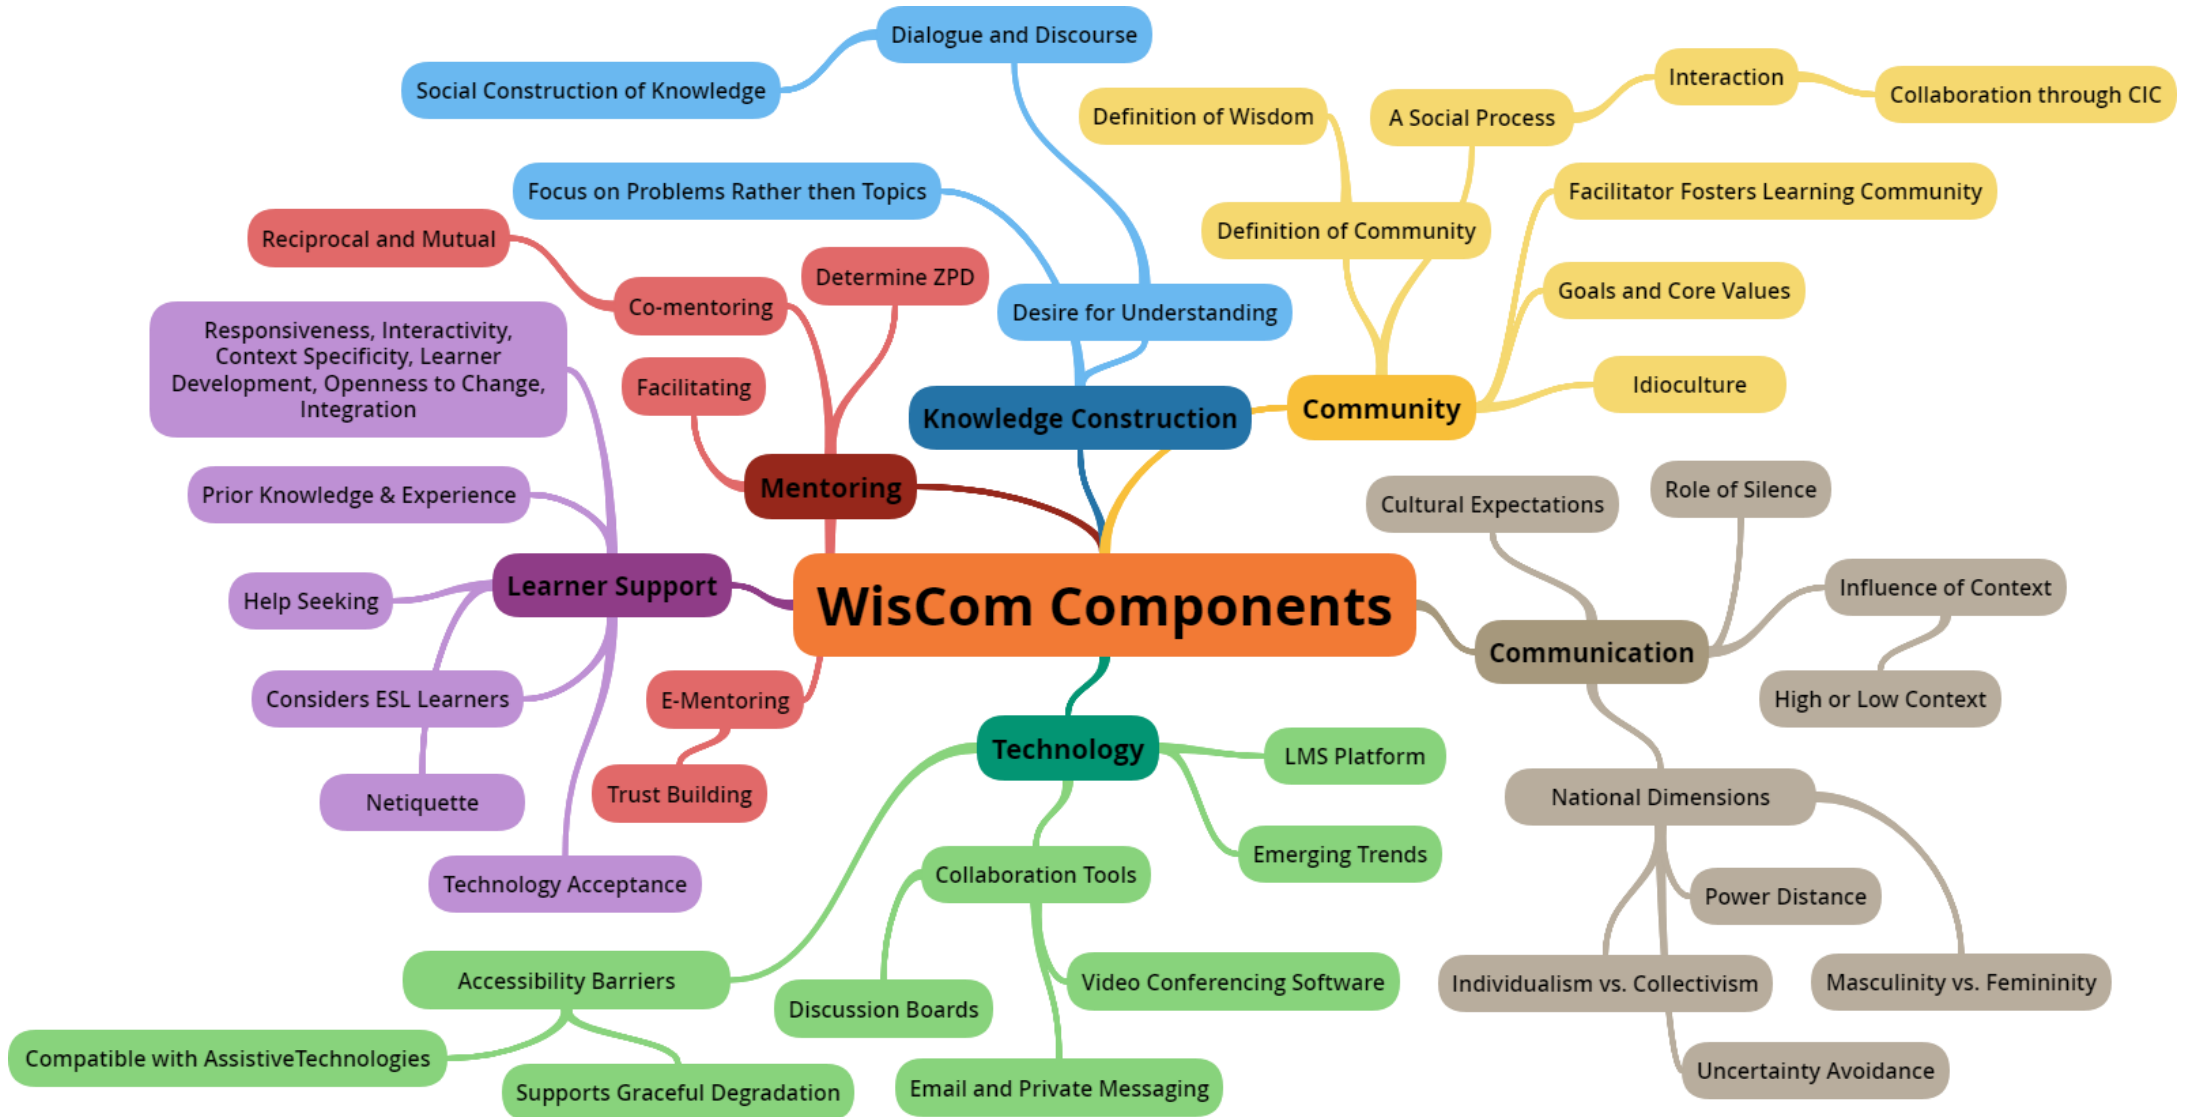 Dialogue and Discourse
Social Construction of Knowledge
Interaction
Collaboration through CIC
Definition of Wisdom
A Social Process
Focus on Problems Rather then Topics
Facilitator Fosters Learning Community
Reciprocal and Mutual
Definition of Community
Determine ZPD
Co-mentoring
Desire for Understanding
Goals and Core Values
Responsiveness, Interactivity,
Context Specificity, Learner
Development, Openness to Change,
Integration
Facilitating
Idioculture
Knowledge Construction
Community
Mentoring
Prior Knowledge & Experience
Cultural Expectations
Role of Silence
Learner Support
Help Seeking
WisCom Components
Influence of Context
Communication
Considers ESL Learners
E-Mentoring
High or Low Context
Technology
LMS Platform
Netiquette
Trust Building
National Dimensions
Emerging Trends
Technology Acceptance
Collaboration Tools
Power Distance
Accessibility Barriers
Discussion Boards
Video Conferencing Software
Individualism vs. Collectivism
Masculinity vs. Femininity
Compatible with AssistiveTechnologies
Supports Graceful Degradation
Email and Private Messaging
Uncertainty Avoidance